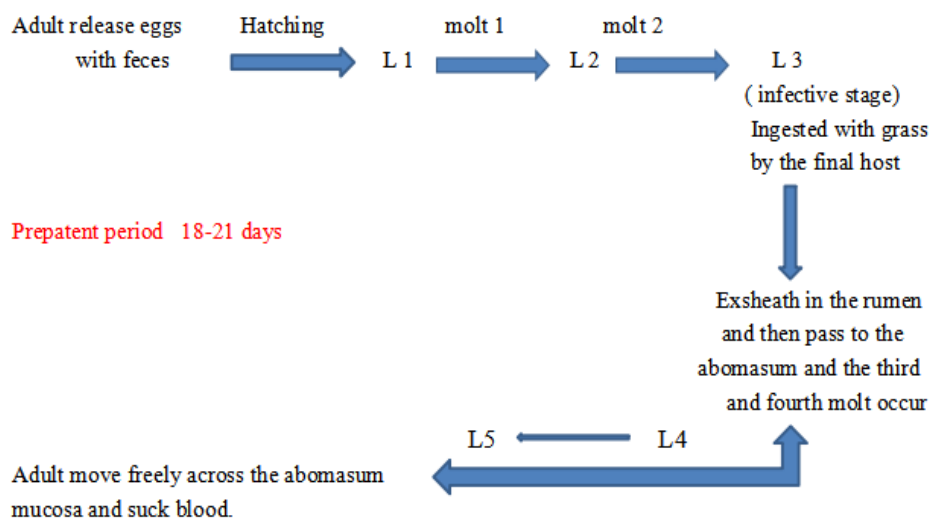 Adult release eggs
with feces
Hatching
L 1
molt 1
L 2
molt 2
L 3
( infective stage)
Ingested with grass
by the final host
Prepatent period 18-21 days
Exsheath in the rumen
and then pass to the
abomasum and the third
and fourth molt occur
L4
L5
Adult move freely across the abomasum
mucosa and suck blood.